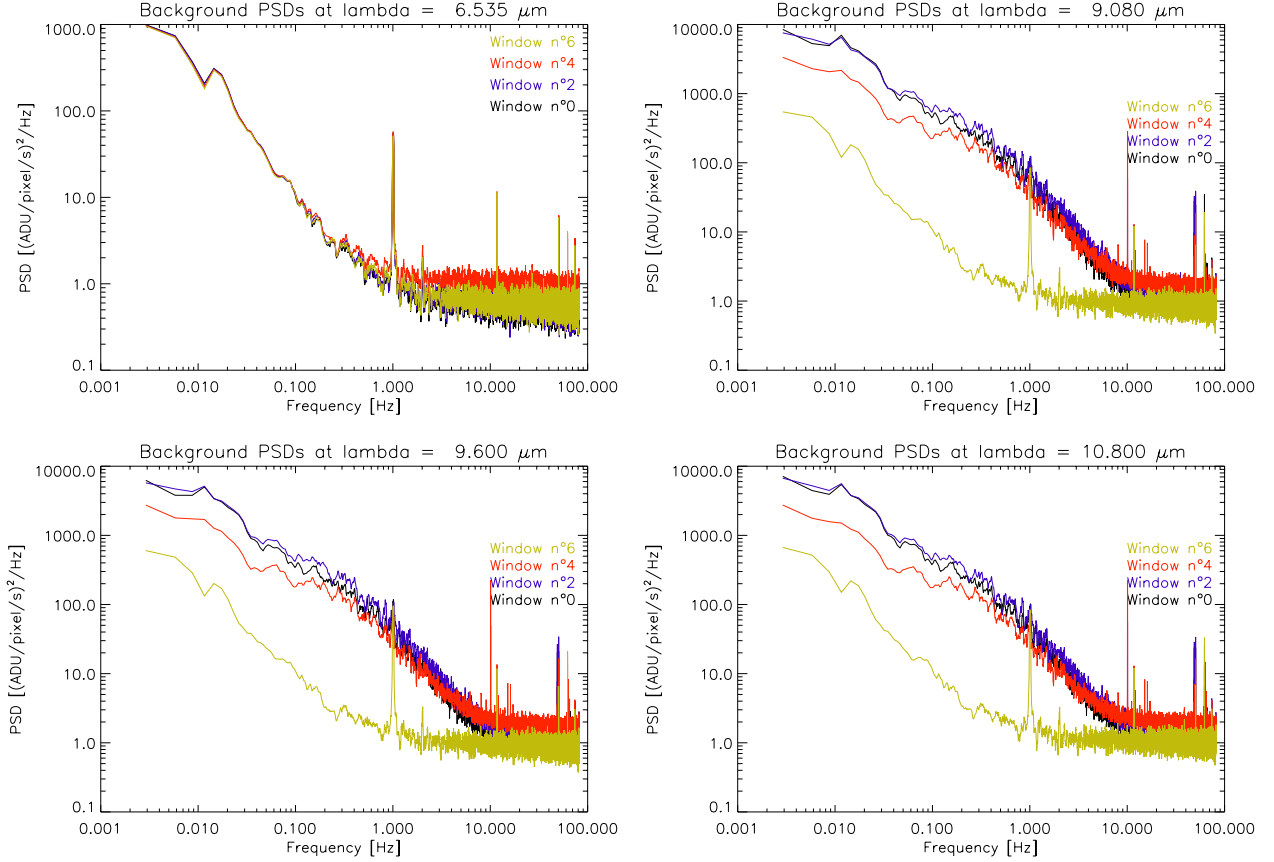 Background PSDs at lambda = 6.535 μm
1000.0
100.0
10.0
1.0
0.1
PSD [(ADU/pixel/s)²/Hz]
Window n°6
Window n°4
Window n°2
Window n°0
0.001
0.010
0.100
1.000
10.000
100.000
Frequency [Hz]
Background PSDs at lambda = 9.080 μm
10000.0
1000.0
100.0
10.0
1.0
0.1
PSD [(ADU/pixel/s)²/Hz]
Window n°6
Window n°4
Window n°2
Window n°0
0.001
0.010
0.100
1.000
10.000
100.000
Frequency [Hz]
Background PSDs at lambda = 9.600 μm
10000.0
1000.0
100.0
10.0
1.0
0.1
PSD [(ADU/pixel/s)²/Hz]
Window n°6
Window n°4
Window n°2
Window n°0
0.001
0.010
0.100
1.000
10.000
100.000
Frequency [Hz]
Background PSDs at lambda = 10.800 μm
10000.0
1000.0
100.0
10.0
1.0
0.1
PSD [(ADU/pixel/s)²/Hz]
Window n°6
Window n°4
Window n°2
Window n°0
0.001
0.010
0.100
1.000
10.000
100.000
Frequency [Hz]